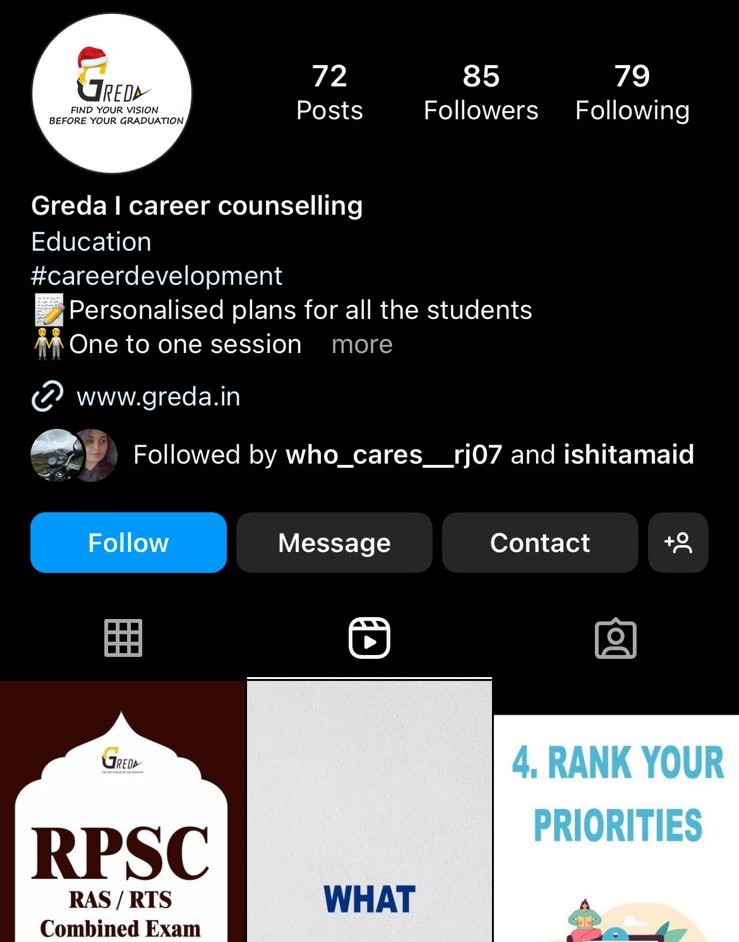 GREDA
FIND YOUR VISION
BEFORE YOUR GRADUATION
72 85 79
Posts Followers Following
Greda I career counselling
Education
#careerdevelopment
📝Personalised plans for all the students
🧑‍🤝‍🧑One to one session more
www.greda.in
Followed by who_cares__rj07 and ishitamaid
Follow Message Contact
GREDA
RPSC
RAS / RTS
Combined Exam
WHAT
4. RANK YOUR
PRIORITIES